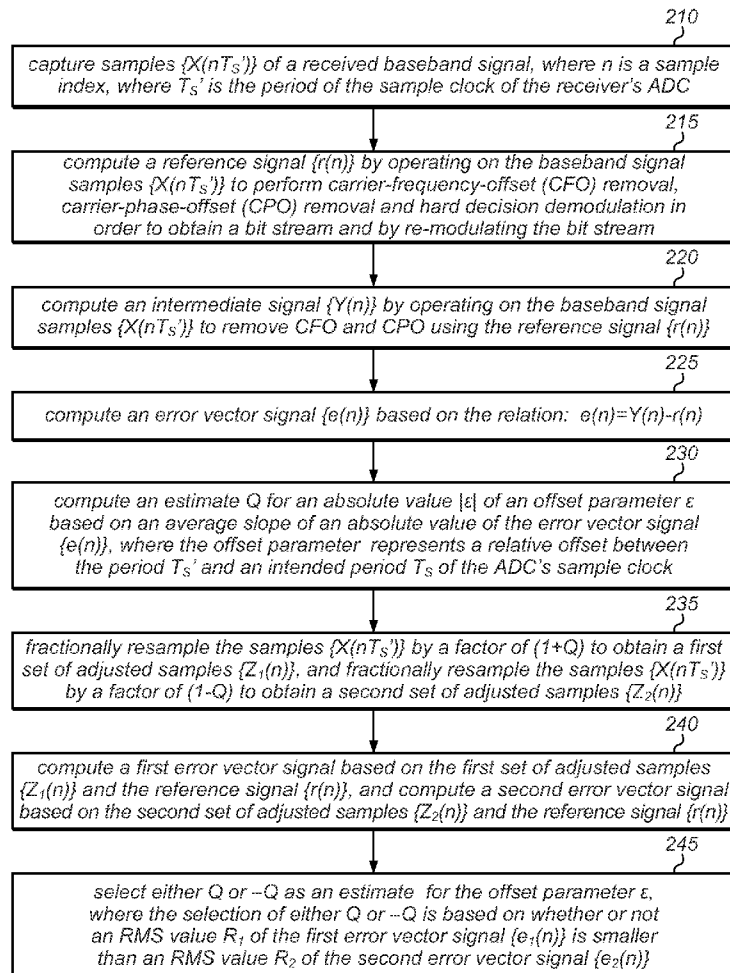 210
capture samples {X(nTS')} of a received baseband signal, where n is a sample
index, where TS' is the period of the sample clock of the receiver's ADC
215
compute a reference signal {r(n)} by operating on the baseband signal
samples {X(nTS')} to perform carrier-frequency-offset (CFO) removal,
carrier-phase-offset (CPO) removal and hard decision demodulation in
order to obtain a bit stream and by re-modulating the bit stream
220
compute an intermediate signal {Y(n)} by operating on the baseband signal
samples {X(nTS')} to remove CFO and CPO using the reference signal {r(n)}
225
compute an error vector signal {e(n)} based on the relation: e(n)=Y(n)-r(n)
230
compute an estimate Q for an absolute value |ε| of an offset parameter ε
based on an average slope of an absolute value of the error vector signal
{e(n)}, where the offset parameter represents a relative offset between
the period TS' and an intended period TS of the ADC's sample clock
235
fractionally resample the samples {X(nTS')} by a factor of (1+Q) to obtain a first
set of adjusted samples {Z1(n)}, and fractionally resample the samples {X(nTS')}
by a factor of (1-Q) to obtain a second set of adjusted samples {Z2(n)}
240
compute a first error vector signal based on the first set of adjusted samples
{Z1(n)} and the reference signal {r(n)}, and compute a second error vector signal
based on the second set of adjusted samples {Z2(n)} and the reference signal {r(n)}
245
select either Q or –Q as an estimate for the offset parameter ε,
where the selection of either Q or –Q is based on whether or not
an RMS value R1 of the first error vector signal {e1(n)} is smaller
than an RMS value R2 of the second error vector signal {e2(n)}